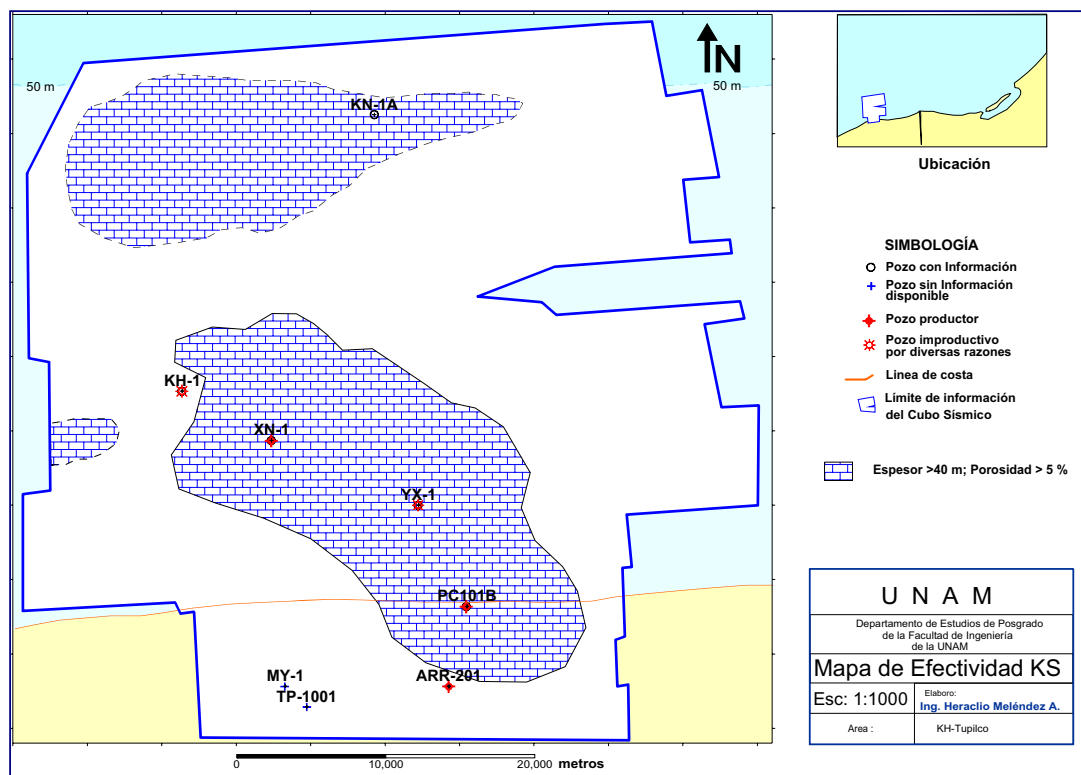 N
50 m
50 m
KN-1A
KH-1
XN-1
YX-1
PC101B
MY-1
TP-1001
ARR-201
0
10,000
20,000
metros
Ubicación
SIMBOLOGÍA
Pozo con Información
Pozo sin Información
disponible
Pozo productor
Pozo improductivo
por diversas razones
Linea de costa
Límite de información
del Cubo Sísmico
Espesor >40 m; Porosidad > 5 %
U N A M
Departamento de Estudios de Posgrado
de la Facultad de Ingeniería
de la UNAM
Mapa de Efectividad KS
Esc: 1:1000
Elaboro:
Ing. Heraclio Meléndez A.
Area :
KH-Tupilco